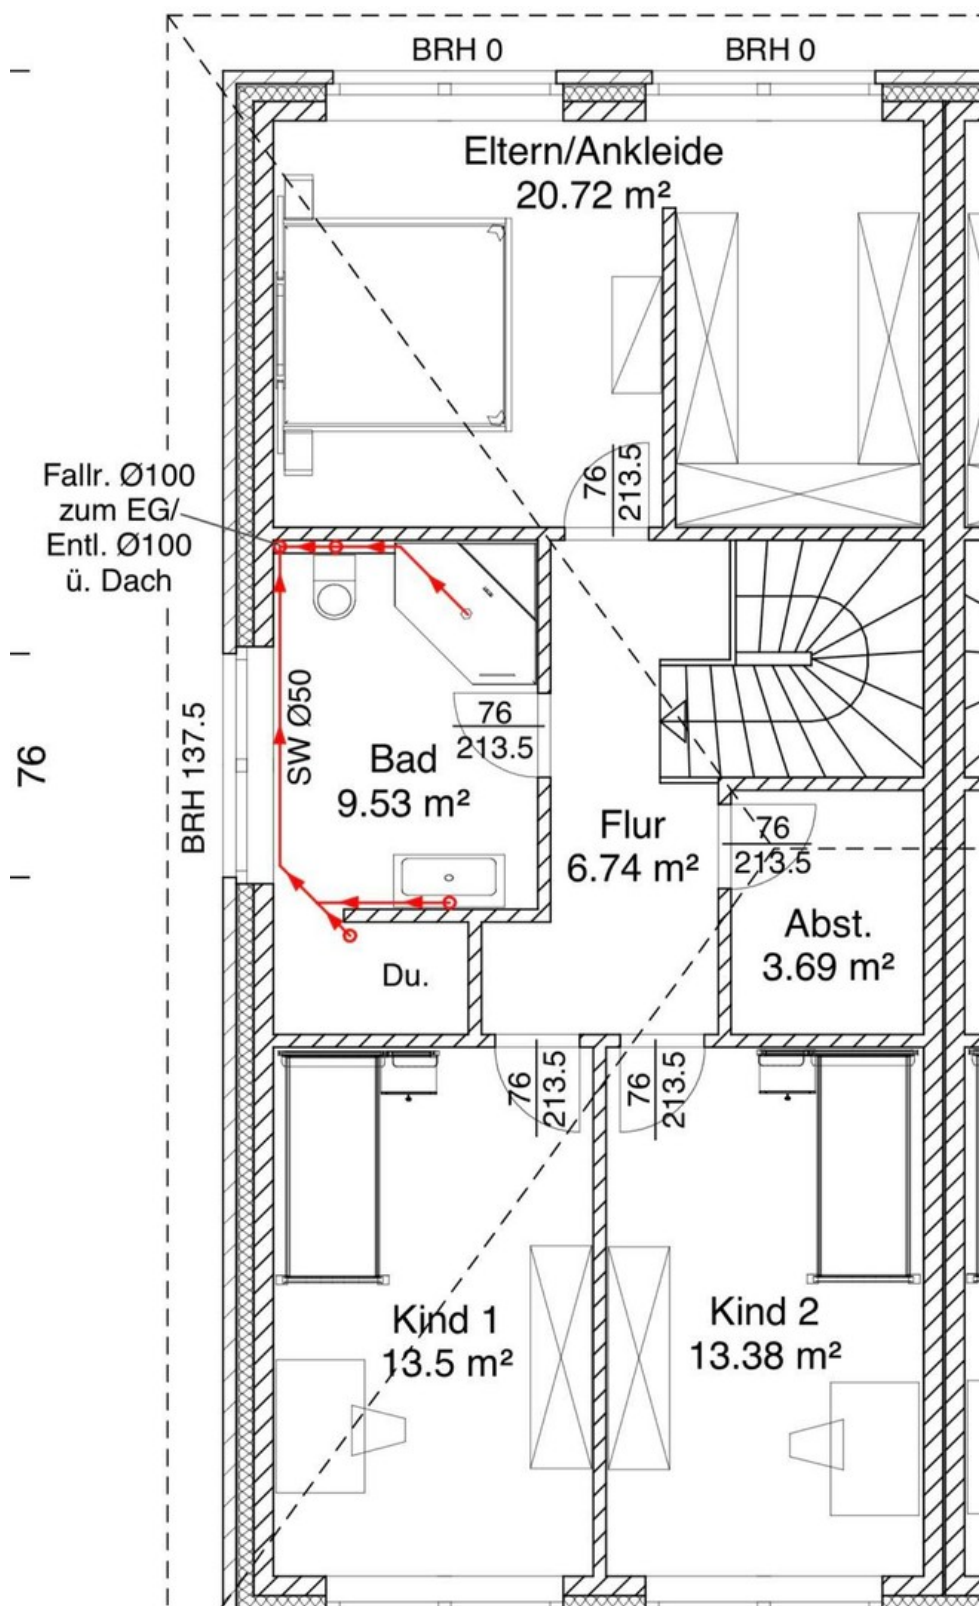 BRH 0
BRH 0
Eltern/Ankleide
20.72 m²
76
213.5
Fallr. Ø100
zum EG/
Entl. Ø100
ü. Dach
SW Ø50
BRH 137.5
76
76
213.5
Bad
9.53 m²
Flur
6.74 m²
76
213.5
Abst.
3.69 m²
Du.
76
213.5
76
213.5
Kind 1
13.5 m²
Kind 2
13.38 m²